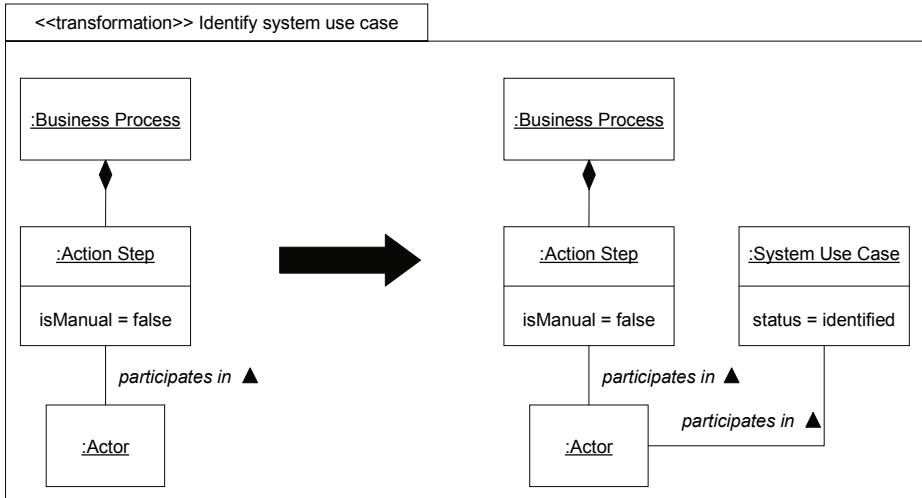 <<transformation>> Identify system use case
:Business Process
:Action Step
isManual = false
participates in ▲
:Actor
:Business Process
:Action Step
isManual = false
:System Use Case
status = identified
participates in ▲
participates in ▲
:Actor